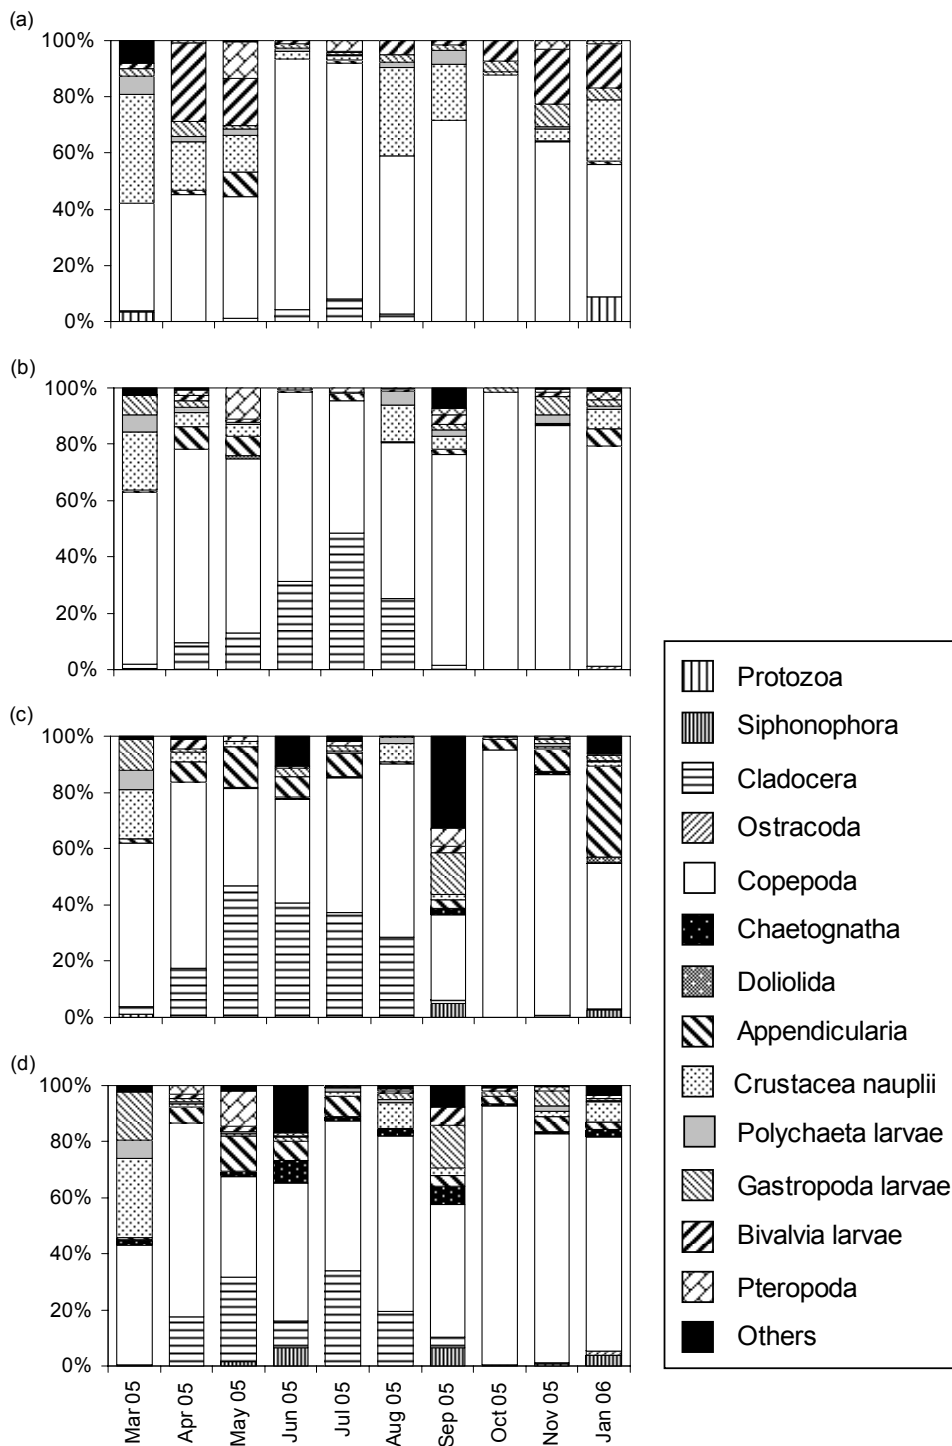 (a)
100%
80%
60%
40%
20%
0%
(b)
100%
80%
60%
40%
20%
0%
(c)
100%
80%
60%
40%
20%
0%
(d)
100%
80%
60%
40%
20%
0%
Mar 05
Apr 05
May 05
Jun 05
Jul 05
Aug 05
Sep 05
Oct 05
Nov 05
Jan 06
Protozoa
Siphonophora
Cladocera
Ostracoda
Copepoda
Chaetognatha
Doliolida
Appendicularia
Crustacea nauplii
Polychaeta larvae
Gastropoda larvae
Bivalvia larvae
Pteropoda
Others